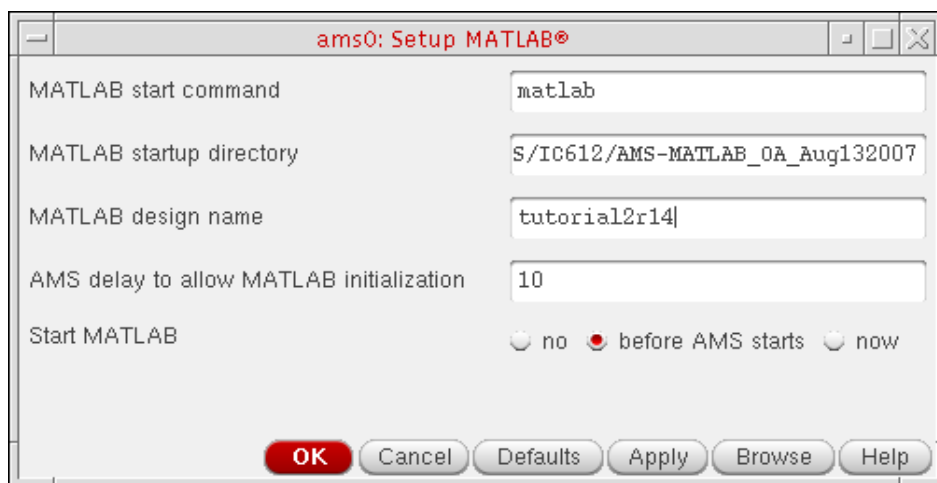 ams0: Setup MATLAB®
MATLAB start command matlab
MATLAB startup directory S/IC612/AMS-MATLAB_OA_Aug132007
MATLAB design name tutorial2r14
AMS delay to allow MATLAB initialization 10
Start MATLAB no before AMS starts now
OK Cancel Defaults Apply Browse Help